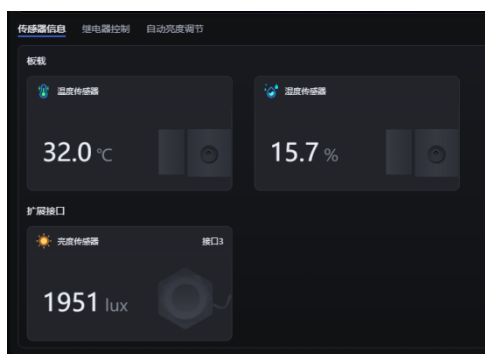 传感器信息 继电器控制 自动亮度调节
板载
温度传感器 湿度传感器
32.0 ℃ 15.7 %
扩展接口
亮度传感器 接口3
1951 lux